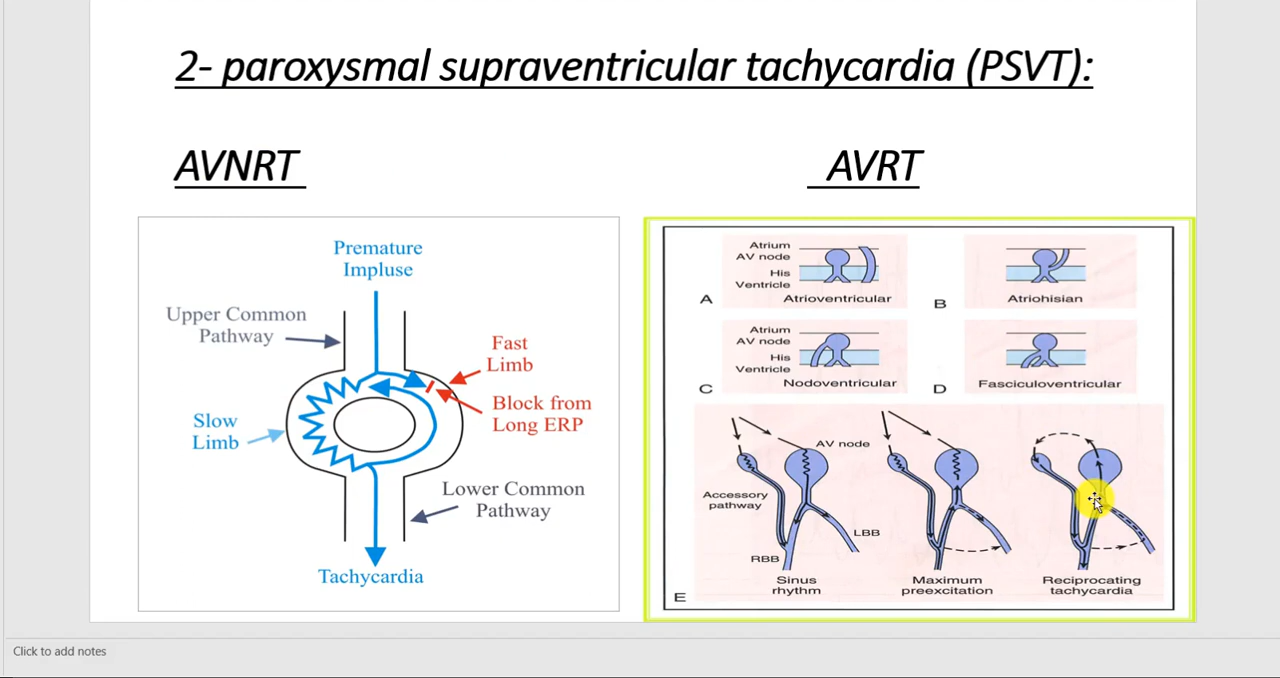 2- paroxysmal supraventricular tachycardia (PSVT):
AVNRT
AVRT
Premature
Impluse
Upper Common
Pathway
Fast
Limb
Block from
Long ERP
Slow
Limb
Lower Common
Pathway
Tachycardia
Atrium
AV node
His
Ventricle
A
Atrioventricular
B
Atriohisian
Atrium
AV node
His
Ventricle
C
Nodoventricular
D
Fasciculoventricular
AV node
Accessory
pathway
LBB
RBB
Sinus
rhythm
Maximum
preexcitation
Reciprocating
tachycardia
E
Click to add notes